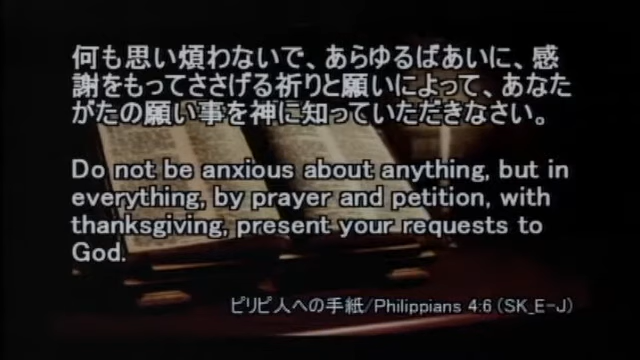 何も思い煩わないで、あらゆるばあいに、感
謝をもってささげる祈りと願いによって、あなた
がたの願い事を神に知っていただきなさい。
Do not be anxious about anything, but in
everything, by prayer and petition, with
thanksgiving, present your requests to
God.
ピリピ人への手紙/Philippians 4:6 (SK_E-J)